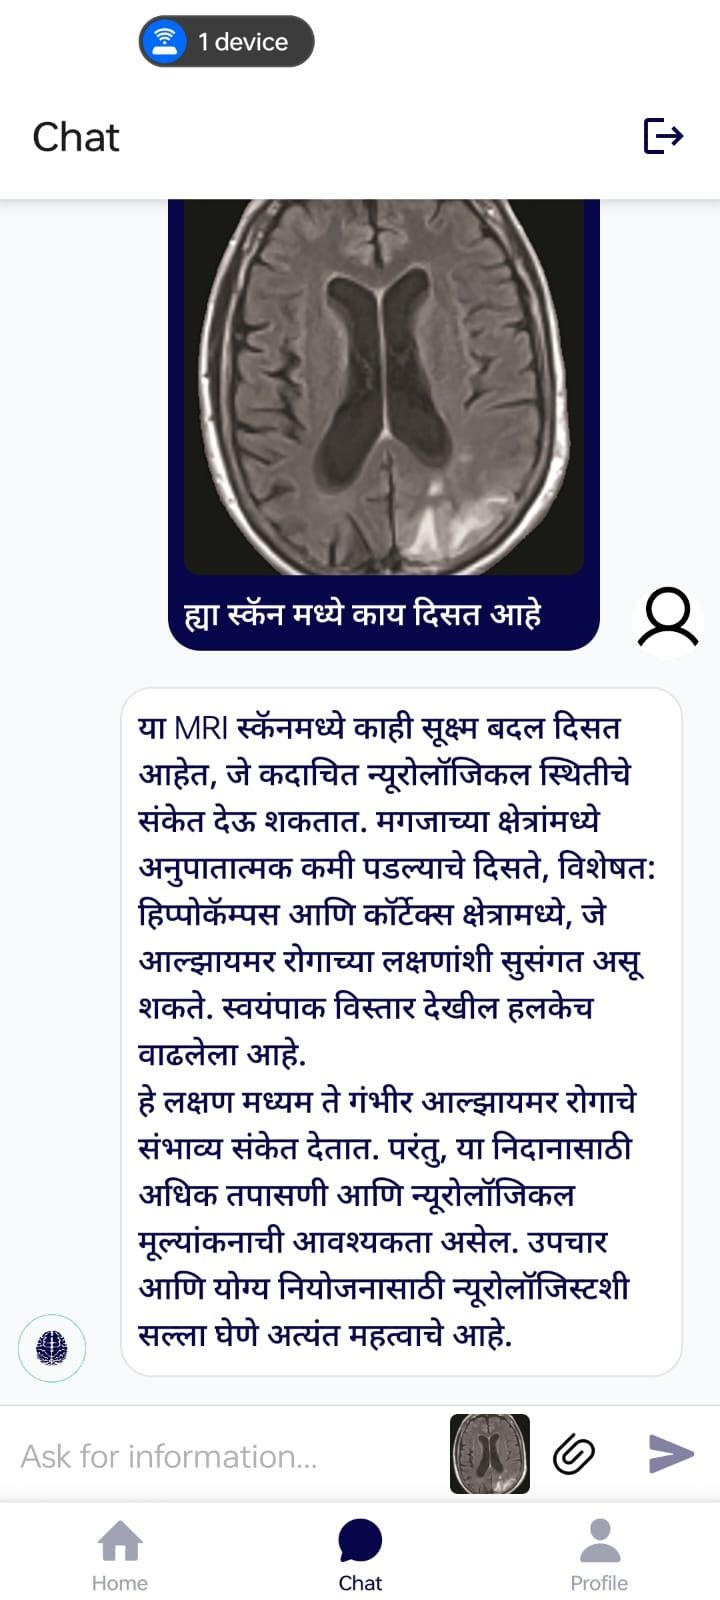 1 device
Chat
ह्या स्कॅन मध्ये काय दिसत आहे
या MRI स्कॅनमध्ये काही सूक्ष्म बदल दिसत
आहेत, जे कदाचित न्यूरोलॉजिकल स्थितीचे
संकेत देऊ शकतात. मगजाच्या क्षेत्रांमध्ये
अनुपातात्मक कमी पडल्याचे दिसते, विशेषत:
हिप्पोकॅम्पस आणि कॉर्टेक्स क्षेत्रामध्ये, जे
आल्झायमर रोगाच्या लक्षणांशी सुसंगत असू
शकते. स्वयंपाक विस्तार देखील हलकेच
वाढलेला आहे.
हे लक्षण मध्यम ते गंभीर आल्झायमर रोगाचे
संभाव्य संकेत देतात. परंतु, या निदानासाठी
अधिक तपासणी आणि न्यूरोलॉजिकल
मूल्यांकनाची आवश्यकता असेल. उपचार
आणि योग्य नियोजनासाठी न्यूरोलॉजिस्टशी
सल्ला घेणे अत्यंत महत्वाचे आहे.
Ask for information...
Home
Chat
Profile